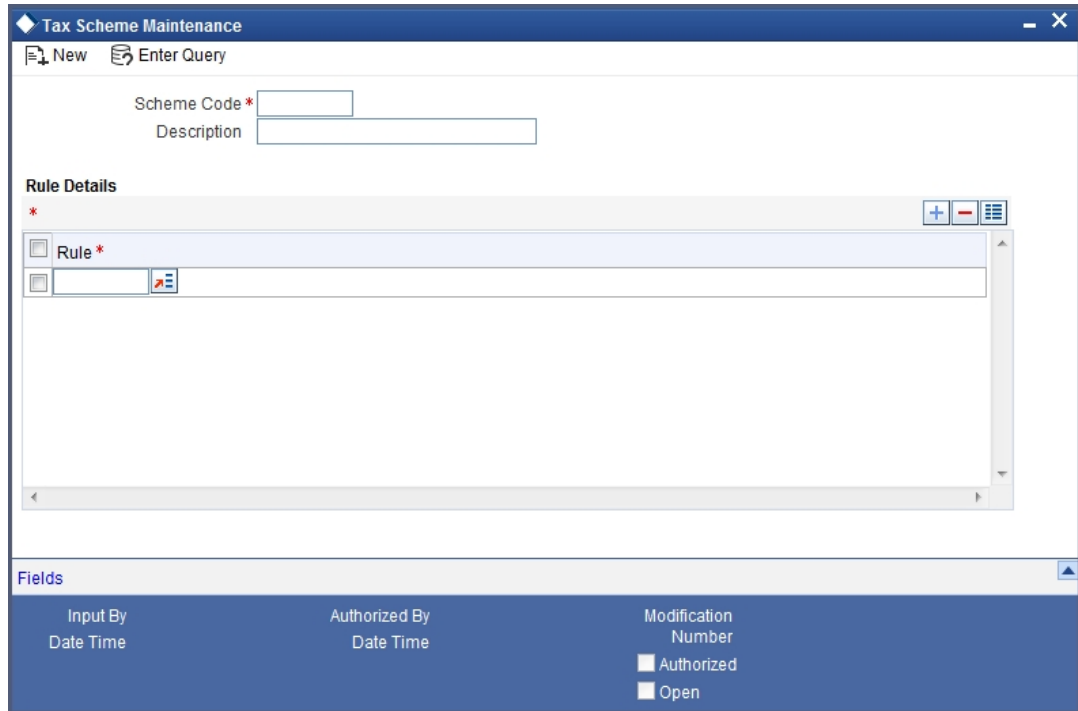 Tax Scheme Maintenance
New Enter Query
Scheme Code *
Description
Rule Details
*
Rule *
Fields
Input By Authorized By Modification
Number
Date Time Date Time
Authorized
Open